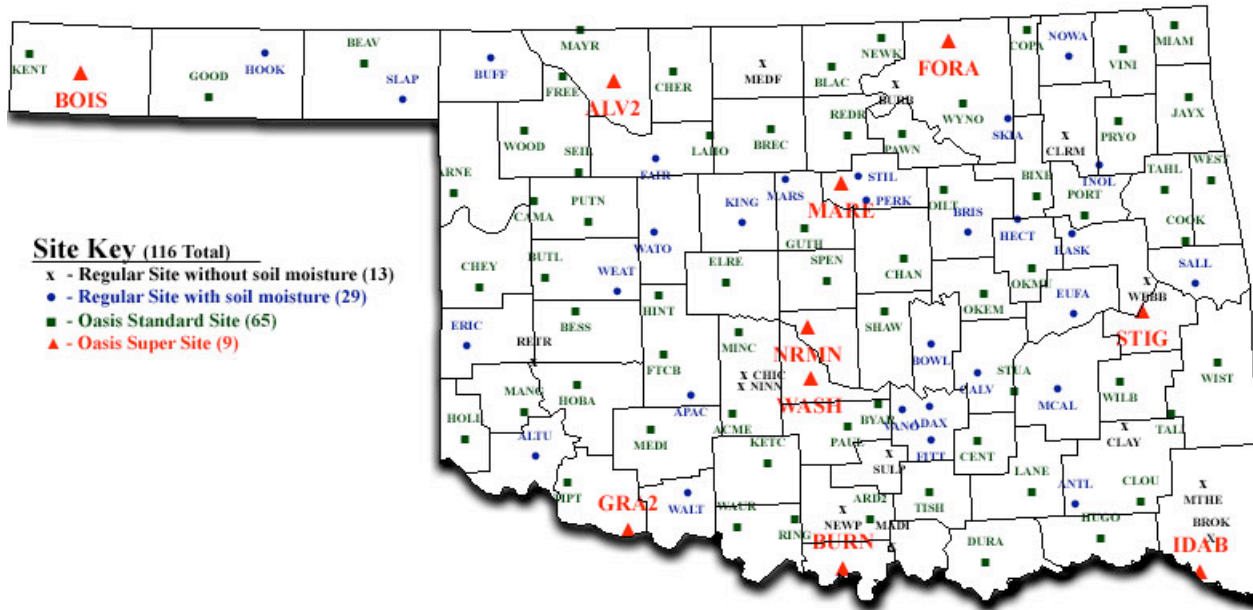 MAYR
NEWK
COPA
NOWA
MIAM
BEAV
KENT
HOOK
BUFF
MEDF
FORA
VINI
GOOD
SLAP
FREE
CHER
BLAC
BOIS
ALV2
BURB
JAYX
REDR
WYNO
SKIA
PRYO
WOOD
SEIL
LAHO
BREC
PAWN
CLRM
FAIR
MARS
STIL
BIXB
INOL
TAHL
WEST
ARNE
CAMA
PUTN
KING
MARE
PERK
OILT
PORT
BRIS
COOK
WATO
GUTH
HECT
HASK
Site Key (116 Total)
x - Regular Site without soil moisture (13)
- Regular Site with soil moisture (29)
- Oasis Standard Site (65)
- Oasis Super Site (9)
CHEY
BUTL
WEAT
ELRE
SPEN
CHAN
OKMU
SALL
HINT
OKEM
EUFA
WEBB
ERIC
BESS
MINC
NRMN
SHAW
STIG
RETR
FTCB
CHIC
NINN
BOWL
CALV
STUA
WIST
MANG
HOBA
APAC
WASH
MCAL
WILB
HOLL
ACME
BYAR
VANO
ADAX
TALI
ALTU
MEDI
KETC
PAUL
FITT
CENT
CLAY
SULP
LANE
TIPT
GRA2
WALT
WAUR
ARD2
TISH
ANTL
CLOU
MTHE
RING
NEWP
MADI
HUGO
BROK
BURN
DURA
IDAB